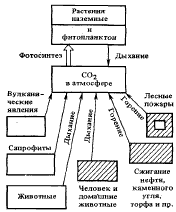 Растения
наземные
и
фитопланктон
Фотосинтез
Дыхание
CO2
в атмосфере
Вулкани-
ческие
явления
Лесные
пожары
Горение
Сапрофиты
Дыхание
Дыхание
Горение
Животные
Человек и
домашние
животные
Сжигание
нефти,
каменного
угля,
торфа и пр.